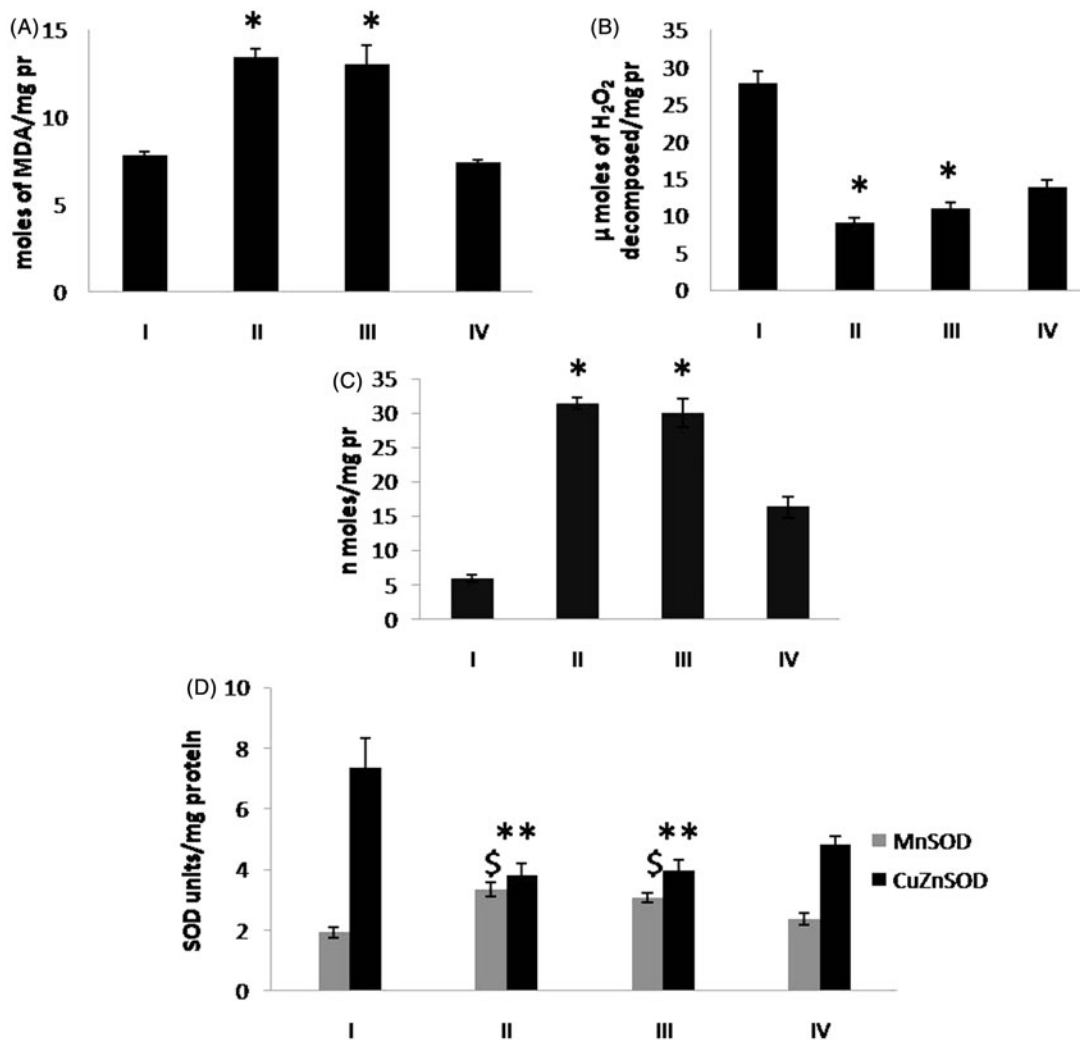 (A)
moles of MDA/mg pr
15
10
5
0
* *
I II III IV
(B)
μ moles of H₂O₂
decomposed/mg pr
35
30
25
20
15
10
5
0
* *
I II III IV
(C)
n moles/mg pr
35
30
25
20
15
10
5
0
* *
I II III IV
(D)
SOD units/mg protein
10
8
6
4
2
0
** **
$ $
MnSOD
CuZnSOD
I II III IV